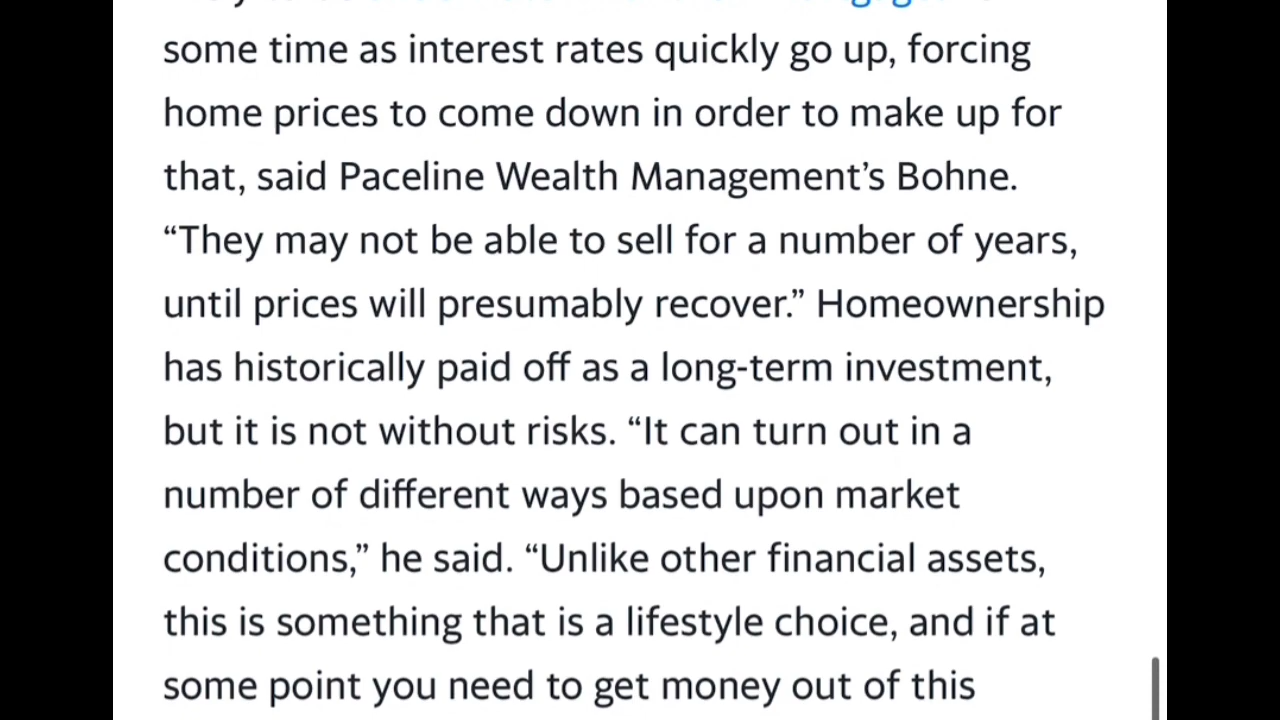 some time as interest rates quickly go up, forcing
home prices to come down in order to make up for
that, said Paceline Wealth Management’s Bohne.
“They may not be able to sell for a number of years,
until prices will presumably recover.” Homeownership
has historically paid off as a long-term investment,
but it is not without risks. “It can turn out in a
number of different ways based upon market
conditions,” he said. “Unlike other financial assets,
this is something that is a lifestyle choice, and if at
some point you need to get money out of this